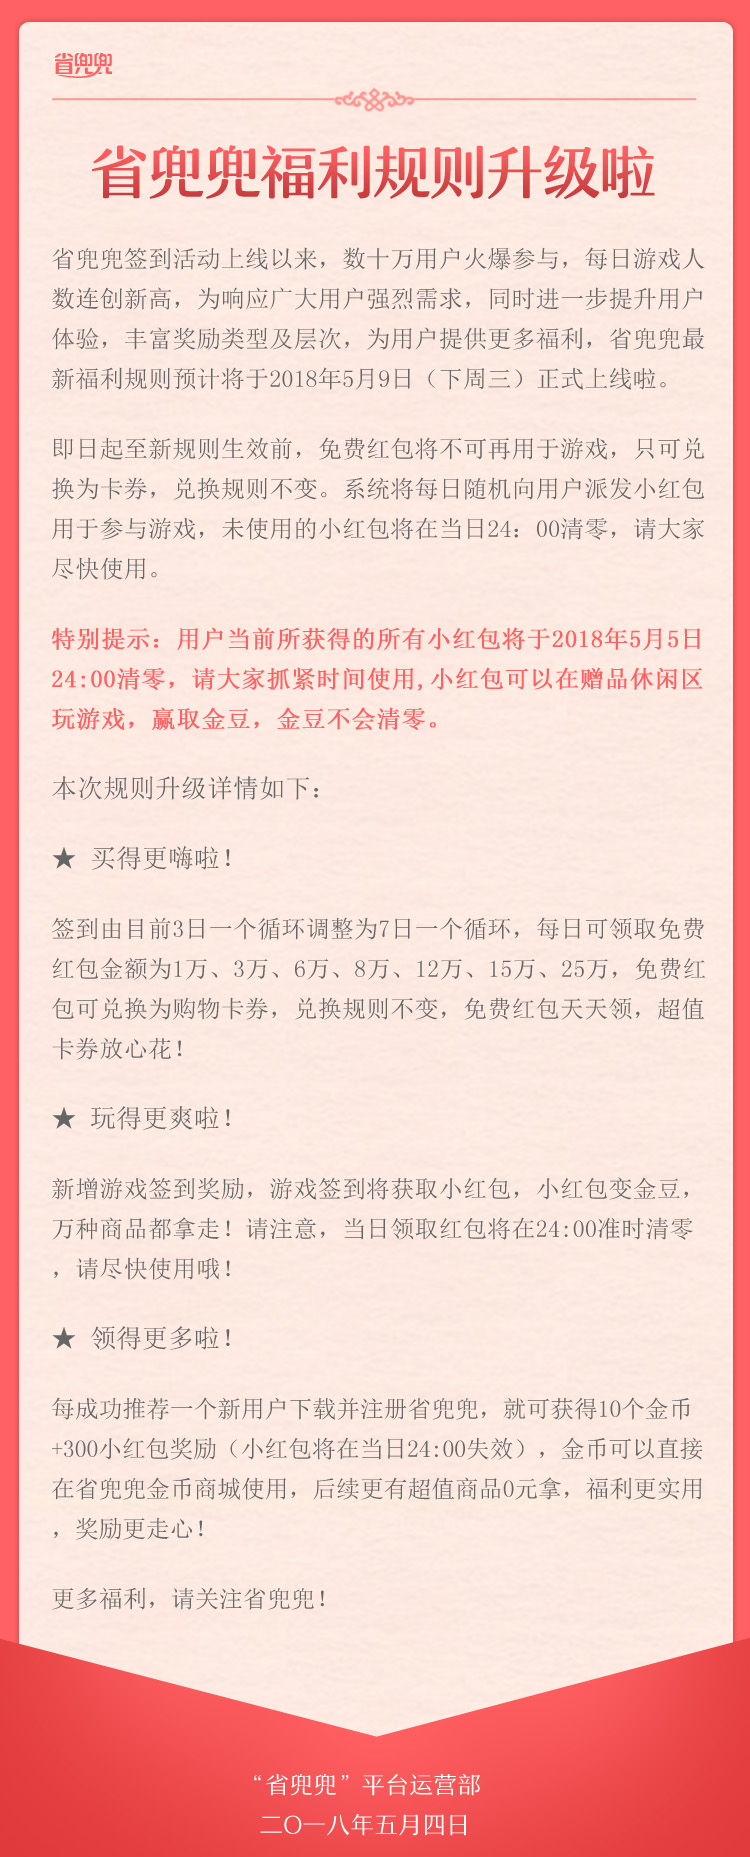 省兜兜
省兜兜福利规则升级啦
省兜兜签到活动上线以来，数十万用户火爆参与，每日游戏人
数连创新高，为响应广大用户强烈需求，同时进一步提升用户
体验，丰富奖励类型及层次，为用户提供更多福利，省兜兜最
新福利规则预计将于2018年5月9日（下周三）正式上线啦。
即日起至新规则生效前，免费红包将不可再用于游戏，只可兑
换为卡券，兑换规则不变。系统将每日随机向用户派发小红包
用于参与游戏，未使用的小红包将在当日24：00清零，请大家
尽快使用。
特别提示：用户当前所获得的所有小红包将于2018年5月5日
24:00清零，请大家抓紧时间使用,小红包可以在赠品休闲区
玩游戏，赢取金豆，金豆不会清零。
本次规则升级详情如下：
★ 买得更嗨啦！
签到由目前3日一个循环调整为7日一个循环，每日可领取免费
红包金额为1万、3万、6万、8万、12万、15万、25万，免费红
包可兑换为购物卡券，兑换规则不变，免费红包天天领，超值
卡券放心花！
★ 玩得更爽啦！
新增游戏签到奖励，游戏签到将获取小红包，小红包变金豆，
万种商品都拿走！请注意，当日领取红包将在24:00准时清零
，请尽快使用哦！
★ 领得更多啦！
每成功推荐一个新用户下载并注册省兜兜，就可获得10个金币
+300小红包奖励（小红包将在当日24:00失效），金币可以直接
在省兜兜金币商城使用，后续更有超值商品0元拿，福利更实用
，奖励更走心！
更多福利，请关注省兜兜！
“省兜兜”平台运营部
二〇一八年五月四日